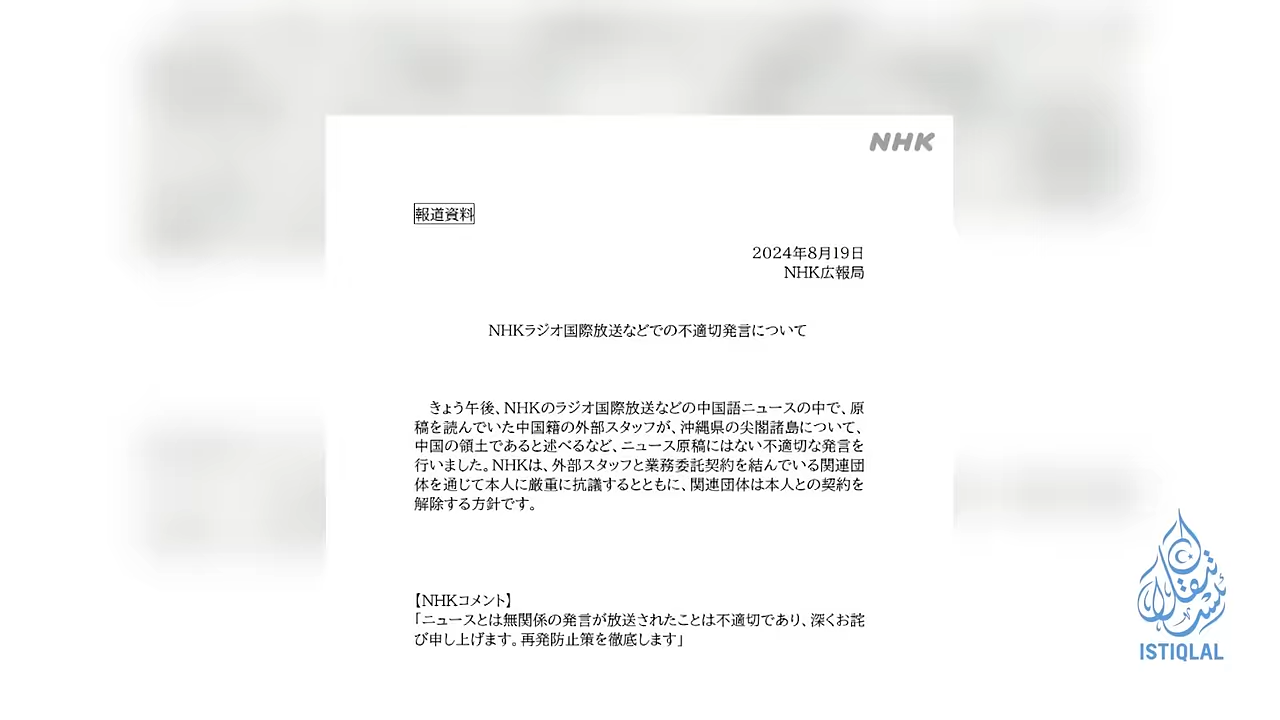 NHK
報道資料
2024年8月19日
NHK広報局
NHKラジオ国際放送などでの不適切発言について
きょう午後、NHKのラジオ国際放送などの中国語ニュースの中で、原
稿を読んでいた中国籍の外部スタッフが、沖縄県の尖閣諸島について、
中国の領土であると述べるなど、ニュース原稿にはない不適切な発言を
行いました。NHKは、外部スタッフと業務委託契約を結んでいる関連団
体を通じて本人に厳重に抗議するとともに、関連団体は本人との契約を
解除する方針です。
【NHKコメント】
「ニュースとは無関係の発言が放送されたことは不適切であり、深くお詫
び申し上げます。再発防止策を徹底します」
ISTIQLAL